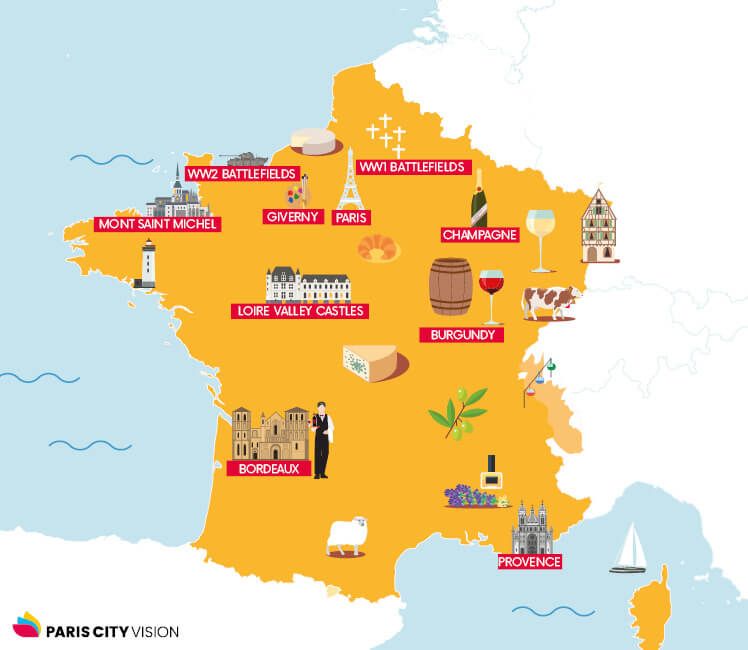 WW2 BATTLEFIELDS
WW1 BATTLEFIELDS
MONT SAINT MICHEL
GIVERNY
PARIS
CHAMPAGNE
LOIRE VALLEY CASTLES
BURGUNDY
BORDEAUX
PROVENCE
PARIS CITY VISION